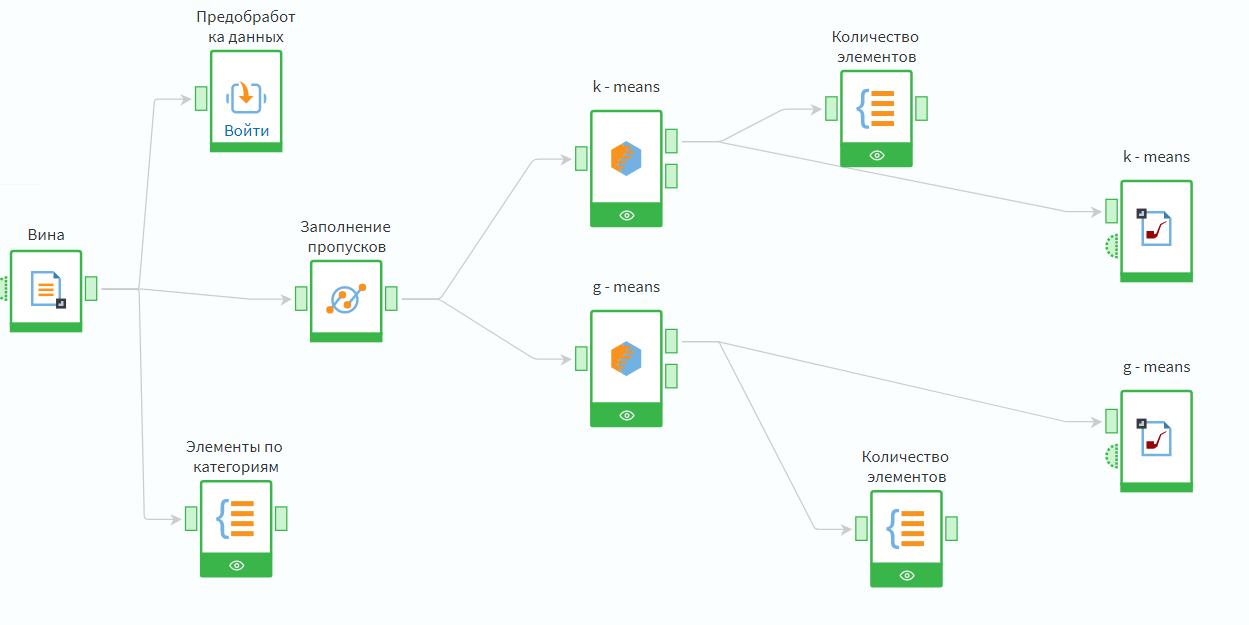 Предобработ
ка данных
Войти
Количество
элементов
k - means
k - means
Вина
Заполнение
пропусков
g - means
g - means
Элементы по
категориям
Количество
элементов